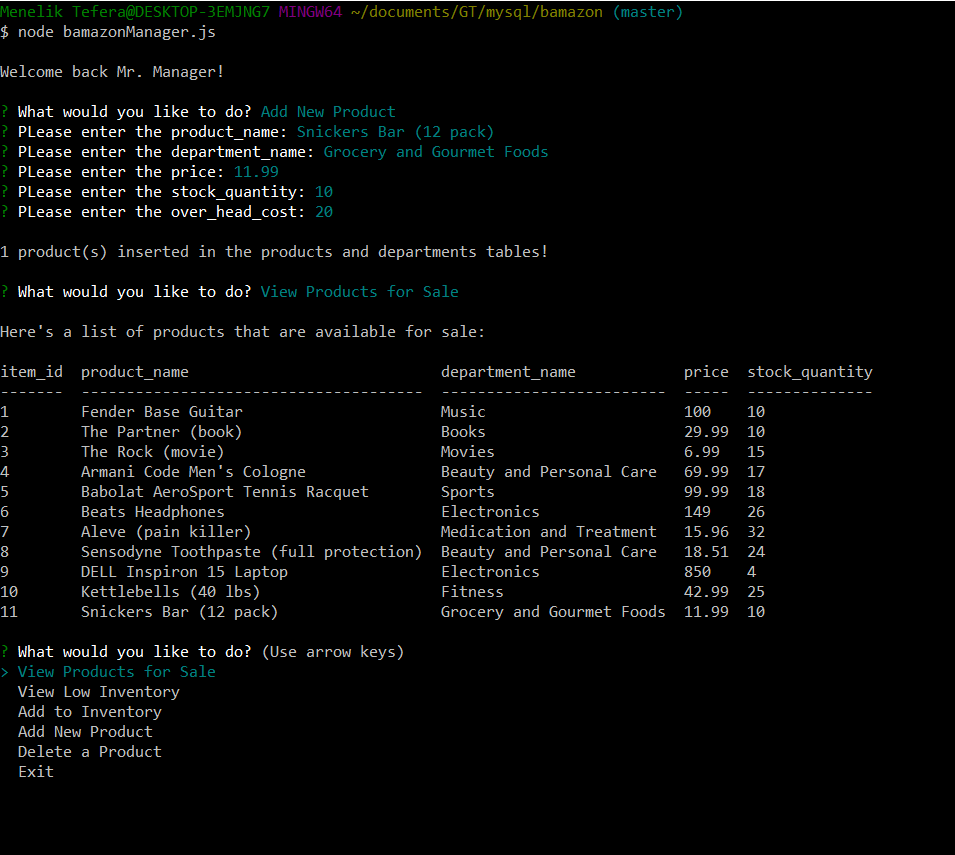 Menelik Tefera@DESKTOP-3EMJNG7 MINGW64 ~/documents/GT/mysql/bamazon (master)
$ node bamazonManager.js
Welcome back Mr. Manager!
? What would you like to do? Add New Product
? PLease enter the product_name: Snickers Bar (12 pack)
? PLease enter the department_name: Grocery and Gourmet Foods
? PLease enter the price: 11.99
? PLease enter the stock_quantity: 10
? PLease enter the over_head_cost: 20
1 product(s) inserted in the products and departments tables!
? What would you like to do? View Products for Sale
Here's a list of products that are available for sale:
item_id  product_name                            department_name             price  stock_quantity
-------  --------------------------------------  -------------------------  -----  --------------
1        Fender Base Guitar                      Music                      100    10
2        The Partner (book)                      Books                      29.99  10
3        The Rock (movie)                        Movies                     6.99   15
4        Armani Code Men's Cologne               Beauty and Personal Care   69.99  17
5        Babolat AeroSport Tennis Racquet        Sports                     99.99  18
6        Beats Headphones                        Electronics                149    26
7        Aleve (pain killer)                     Medication and Treatment   15.96  32
8        Sensodyne Toothpaste (full protection)  Beauty and Personal Care   18.51  24
9        DELL Inspiron 15 Laptop                 Electronics                850    4
10       Kettlebells (40 lbs)                    Fitness                    42.99  25
11       Snickers Bar (12 pack)                  Grocery and Gourmet Foods  11.99  10
? What would you like to do? (Use arrow keys)
> View Products for Sale
  View Low Inventory
  Add to Inventory
  Add New Product
  Delete a Product
  Exit